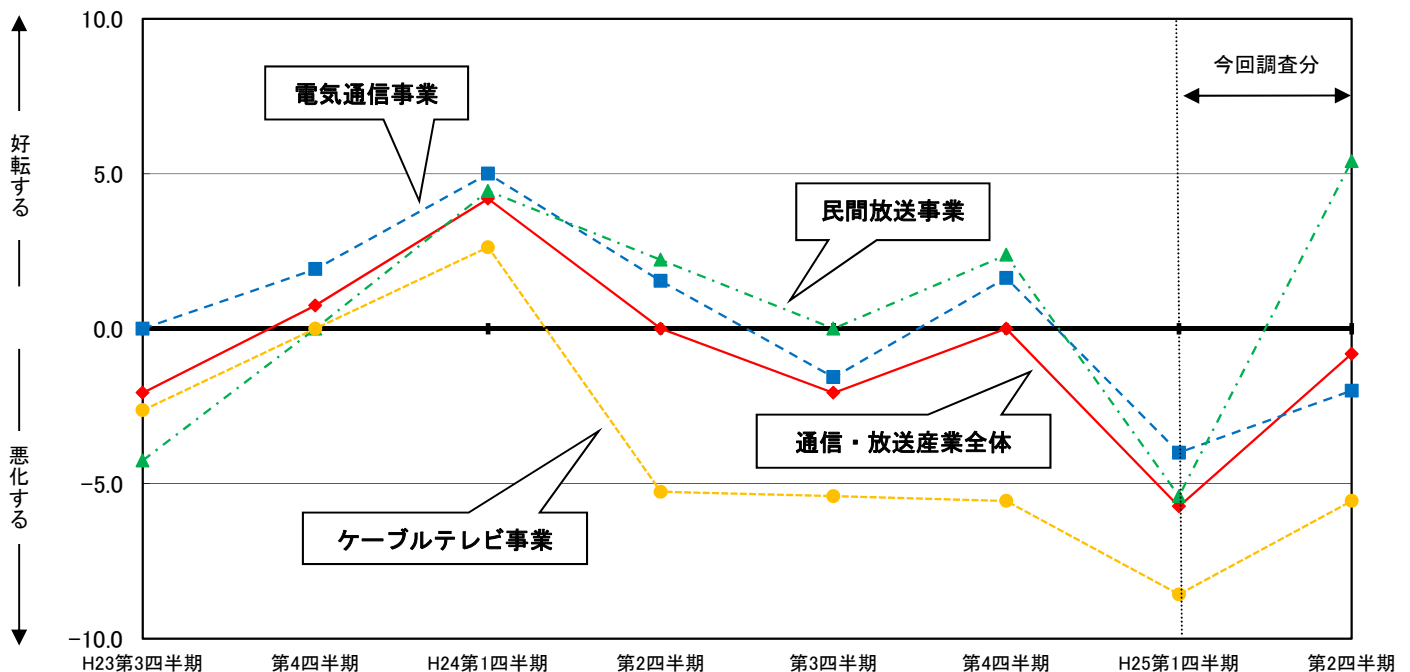 10.0
5.0
0.0
-5.0
-10.0
好転する
悪化する
電気通信事業
民間放送事業
通信・放送産業全体
ケーブルテレビ事業
今回調査分
H23第3四半期
第4四半期
H24第1四半期
第2四半期
第3四半期
第4四半期
H25第1四半期
第2四半期